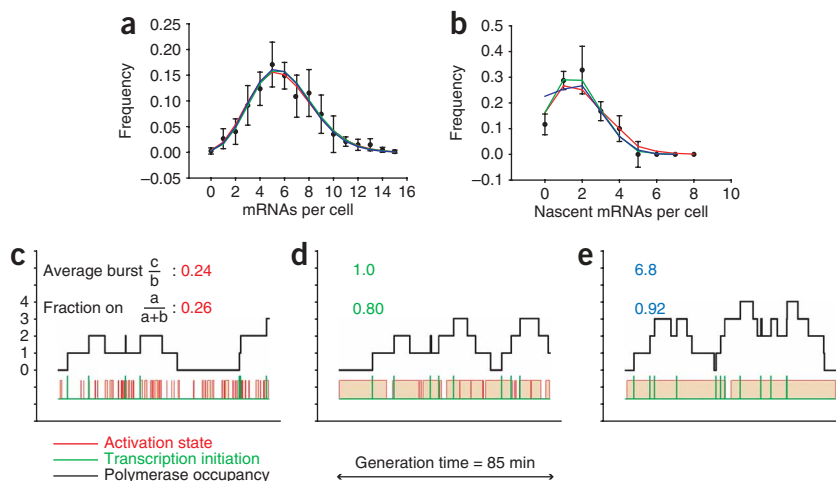 a
0.25
0.20
0.15
0.10
0.05
0.00
–0.05
Frequency
0 2 4 6 8 10 12 14 16
mRNAs per cell
b
0.5
0.4
0.3
0.2
0.1
0.0
–0.1
Frequency
0 2 4 6 8 10
Nascent mRNAs per cell
c
Average burst c/b : 0.24
Fraction on a/a+b : 0.26
4
3
2
1
0
d
1.0
0.80
e
6.8
0.92
Activation state
Transcription initiation
Polymerase occupancy
Generation time = 85 min